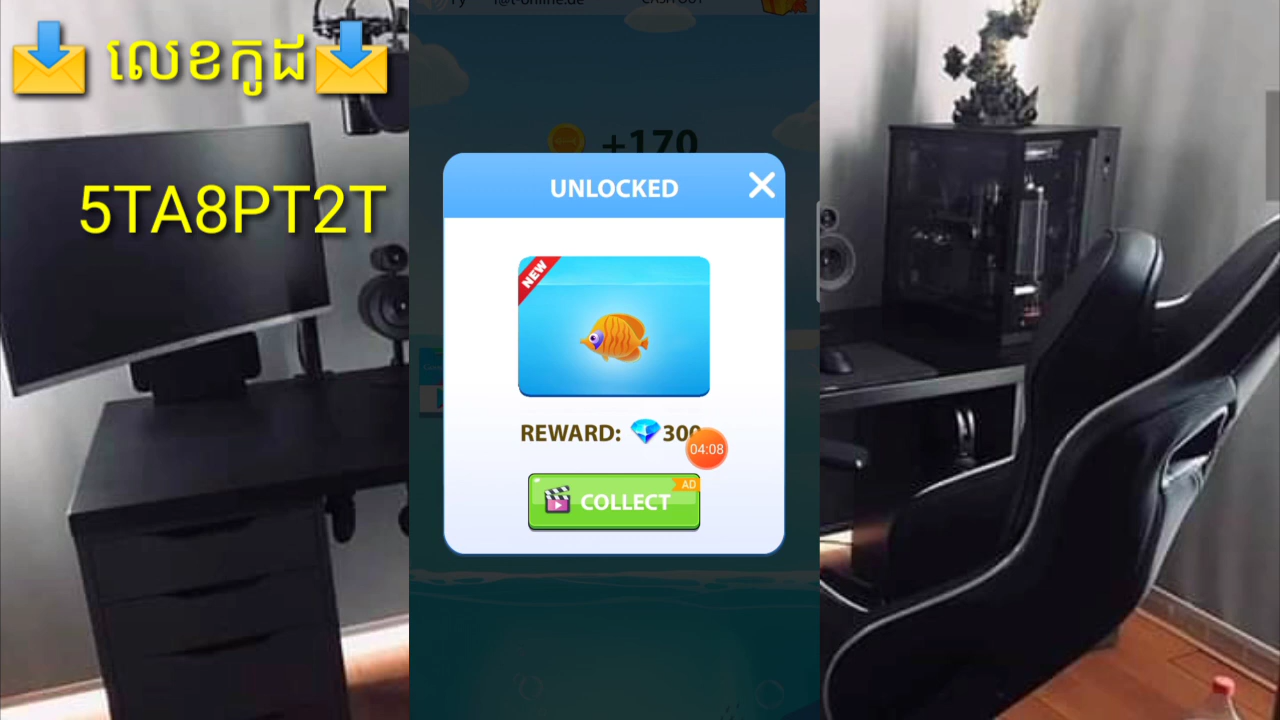 លេខកូដ
5TA8PT2T
+170
UNLOCKED
NEW
REWARD: 300
04:08
AD
COLLECT